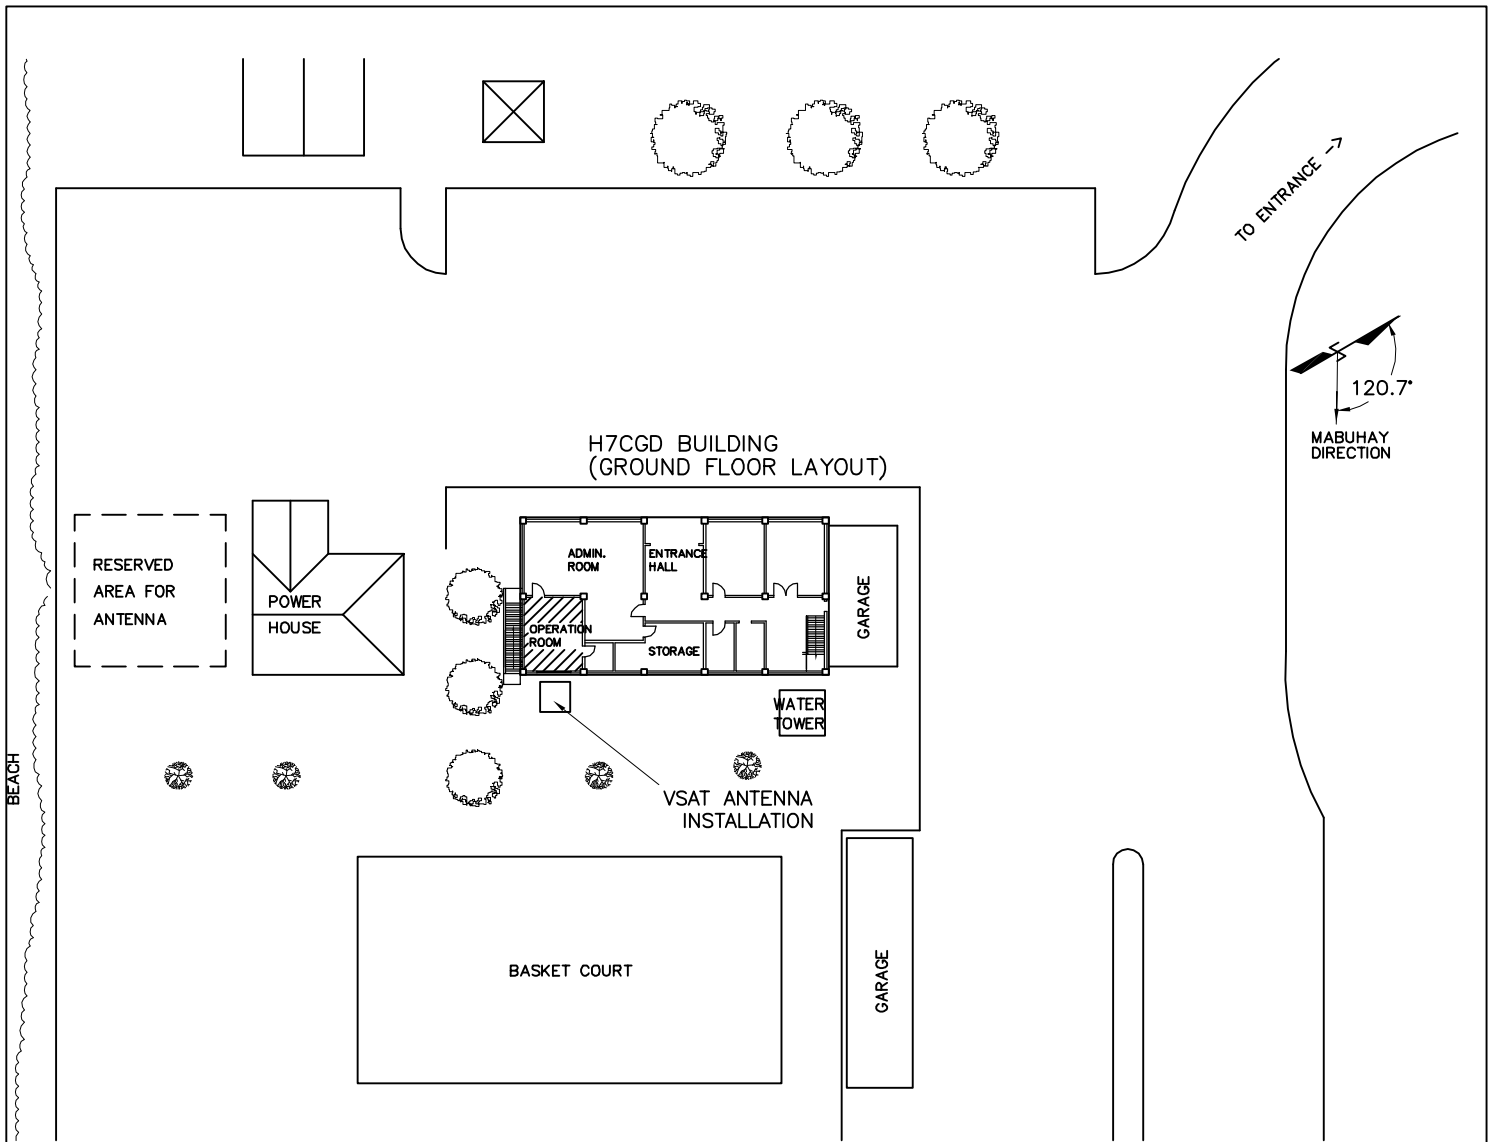 TO ENTRANCE ->
N
120.7°
MABUHAY
DIRECTION
H7CGD BUILDING
(GROUND FLOOR LAYOUT)
RESERVED
AREA FOR
ANTENNA
POWER
HOUSE
ADMIN.
ROOM
ENTRANCE
HALL
OPERATION
ROOM
STORAGE
GARAGE
WATER
TOWER
BEACH
VSAT ANTENNA
INSTALLATION
BASKET COURT
GARAGE